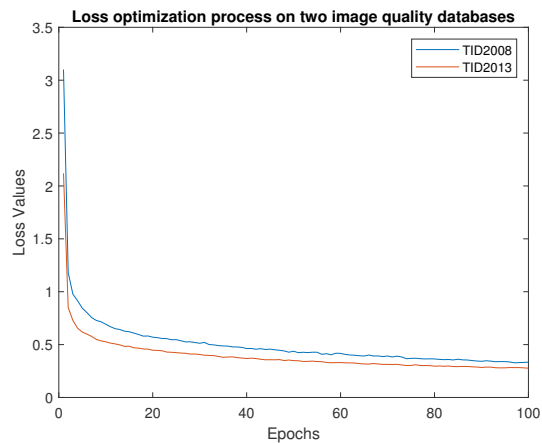 Loss optimization process on two image quality databases
3.5
3
2.5
2
1.5
1
0.5
0
Loss Values
TID2008
TID2013
0
20
40
60
80
100
Epochs